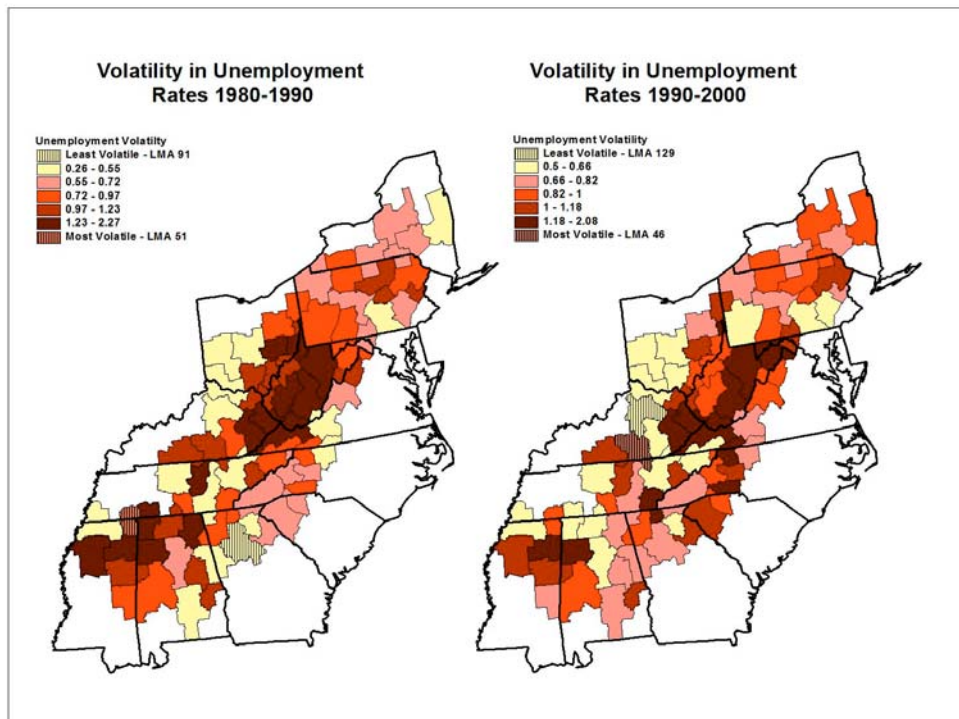 Volatility in Unemployment
Rates 1980-1990
Unemployment Volatilty
Least Volatile - LMA 91
0.26 - 0.55
0.55 - 0.72
0.72 - 0.97
0.97 - 1.23
1.23 - 2.27
Most Volatile - LMA 51
Volatility in Unemployment
Rates 1990-2000
Unemployment Volatility
Least Volatile - LMA 129
0.5 - 0.66
0.66 - 0.82
0.82 - 1
1 - 1.18
1.18 - 2.08
Most Volatile - LMA 46